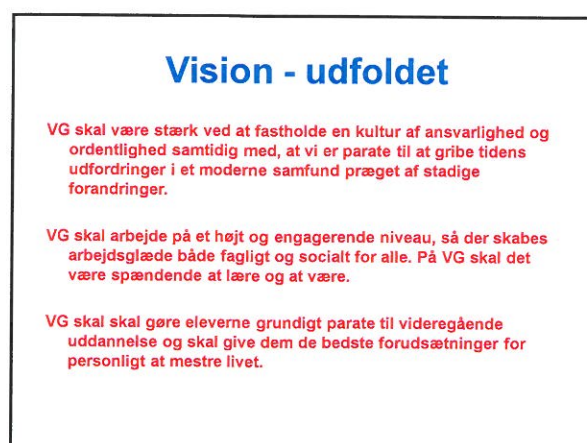 Vision - udfoldet
VG skal være stærk ved at fastholde en kultur af ansvarlighed og
ordentlighed samtidig med, at vi er parate til at gribe tidens
udfordringer i et moderne samfund præget af stadige
forandringer.
VG skal arbejde på et højt og engagerende niveau, så der skabes
arbejdsglæde både fagligt og socialt for alle. På VG skal det
være spændende at lære og at være.
VG skal skal gøre eleverne grundigt parate til videregående
uddannelse og skal give dem de bedste forudsætninger for
personligt at mestre livet.